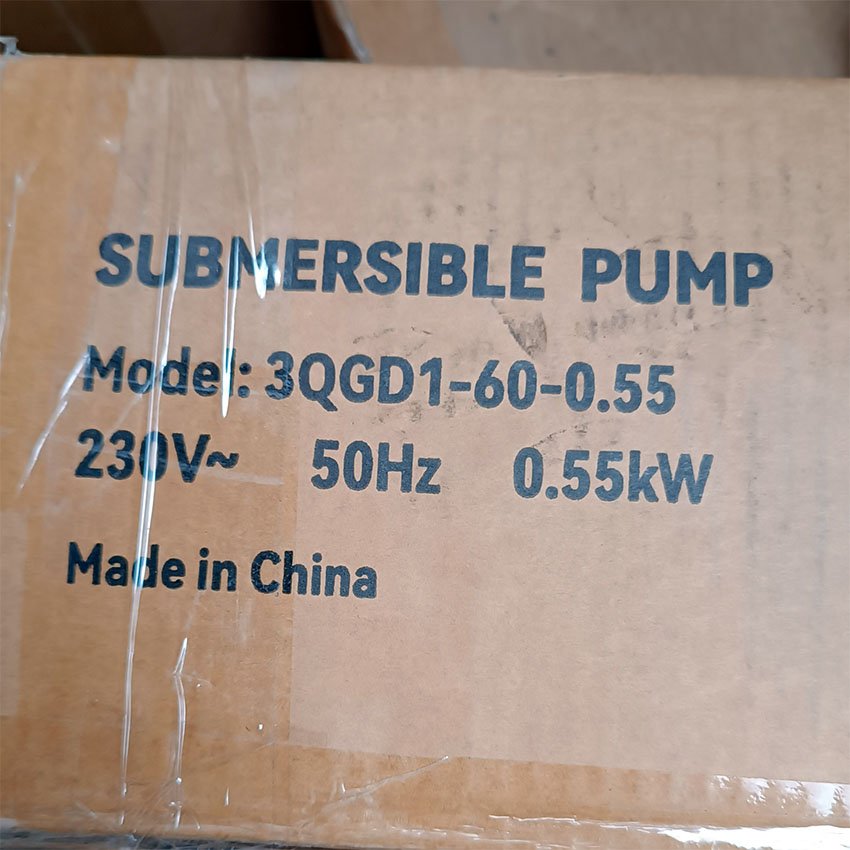 SUBMERSIBLE PUMP
Model: 3QGD1-60-0.55
230V~ 50Hz 0.55kW
Made in China